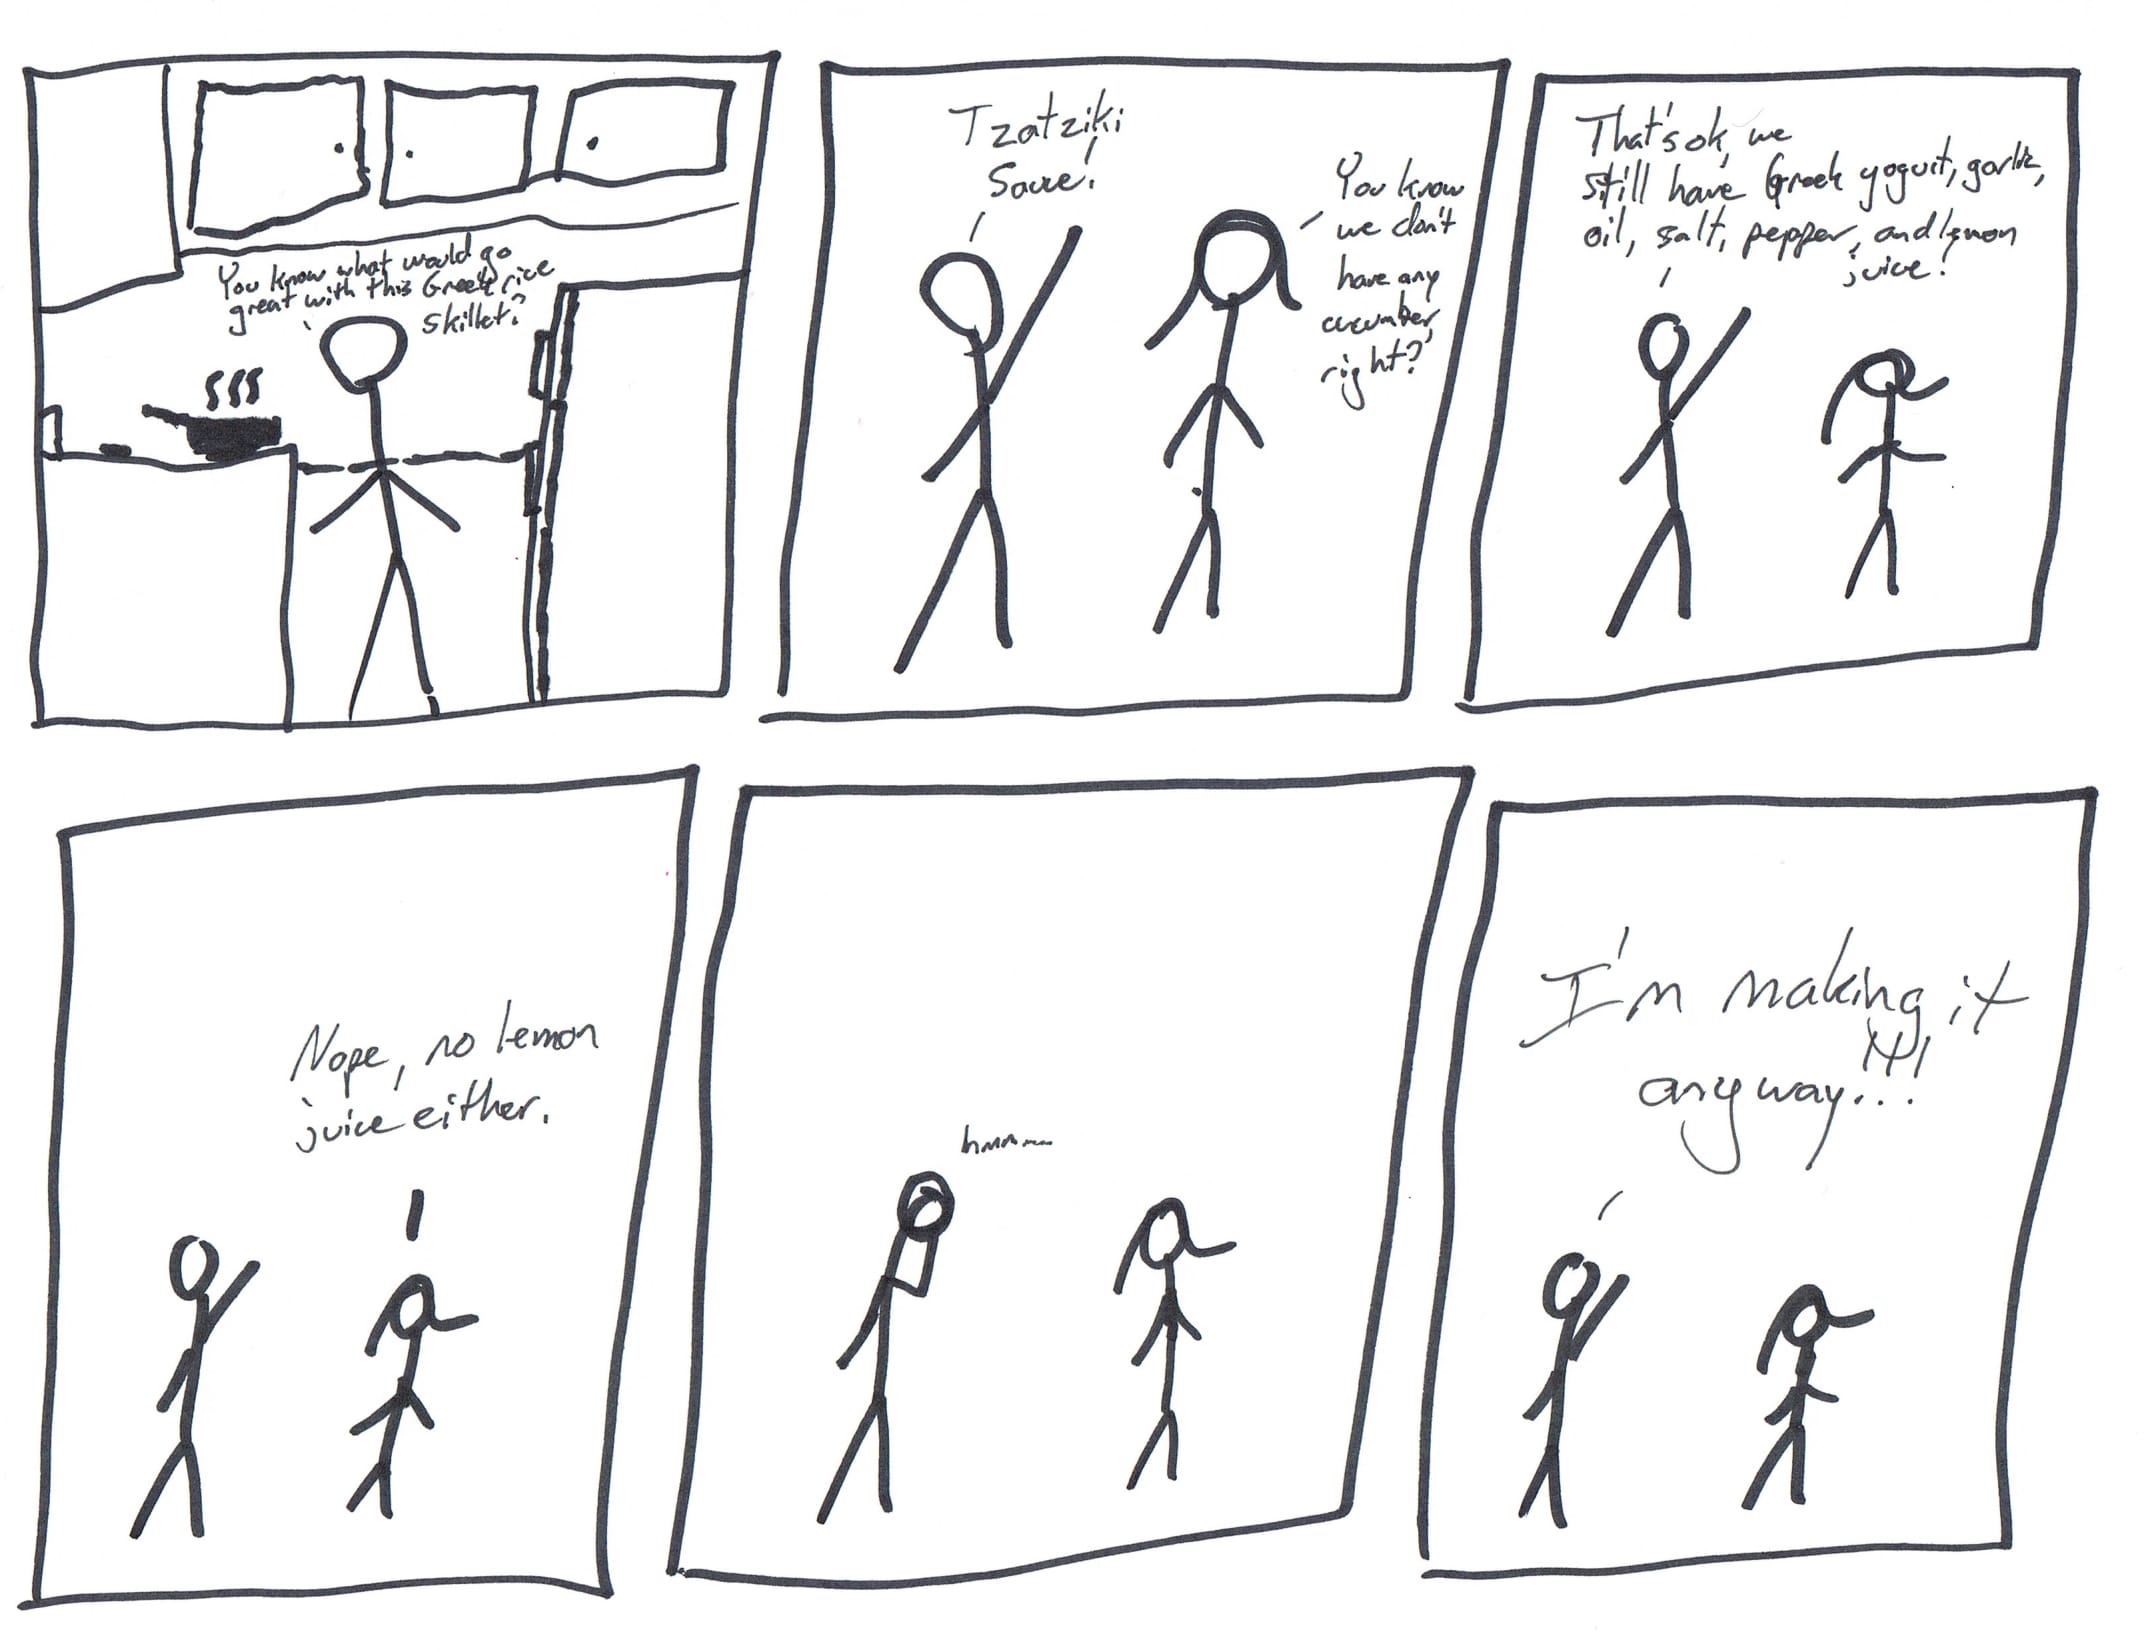 You know what would go
great with this Greek rice
skillet?
Tzatziki
Sauce!
You know
we don't
have any
cucumber,
right?
That's ok, we
still have Greek yogurt, garlic,
oil, salt, pepper, and lemon
juice!
Nope, no lemon
juice either.
hmmm
I'm making it
anyway!!!